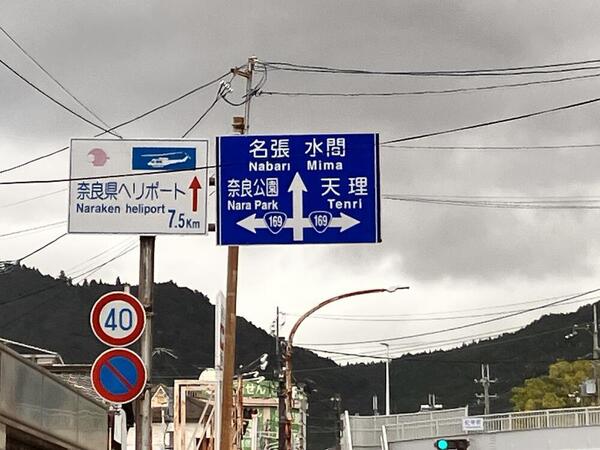 奈良県ヘリポート
Naraken heliport
7.5Km
名張 水間
Nabari Mima
奈良公園 天理
Nara Park Tenri
169 169
40